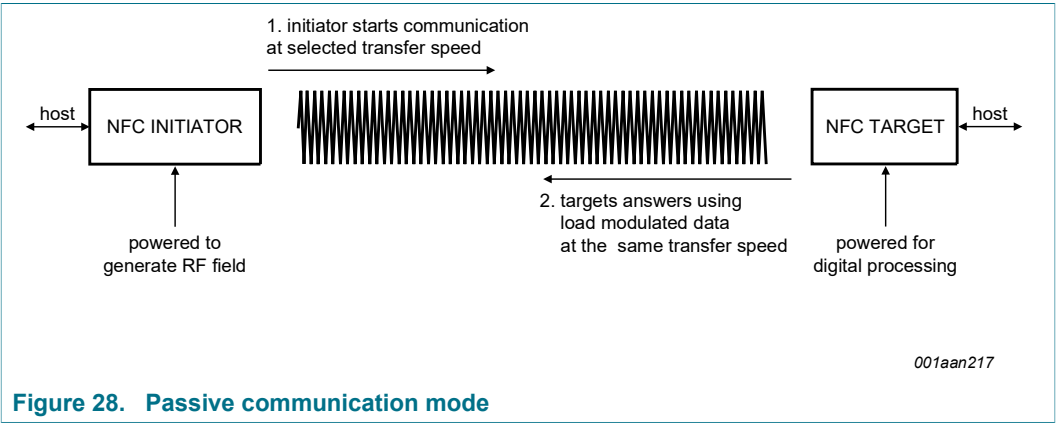 1. initiator starts communication
at selected transfer speed
host
NFC INITIATOR
NFC TARGET
host
2. targets answers using
load modulated data
at the same transfer speed
powered to
generate RF field
powered for
digital processing
001aan217
Figure 28. Passive communication mode